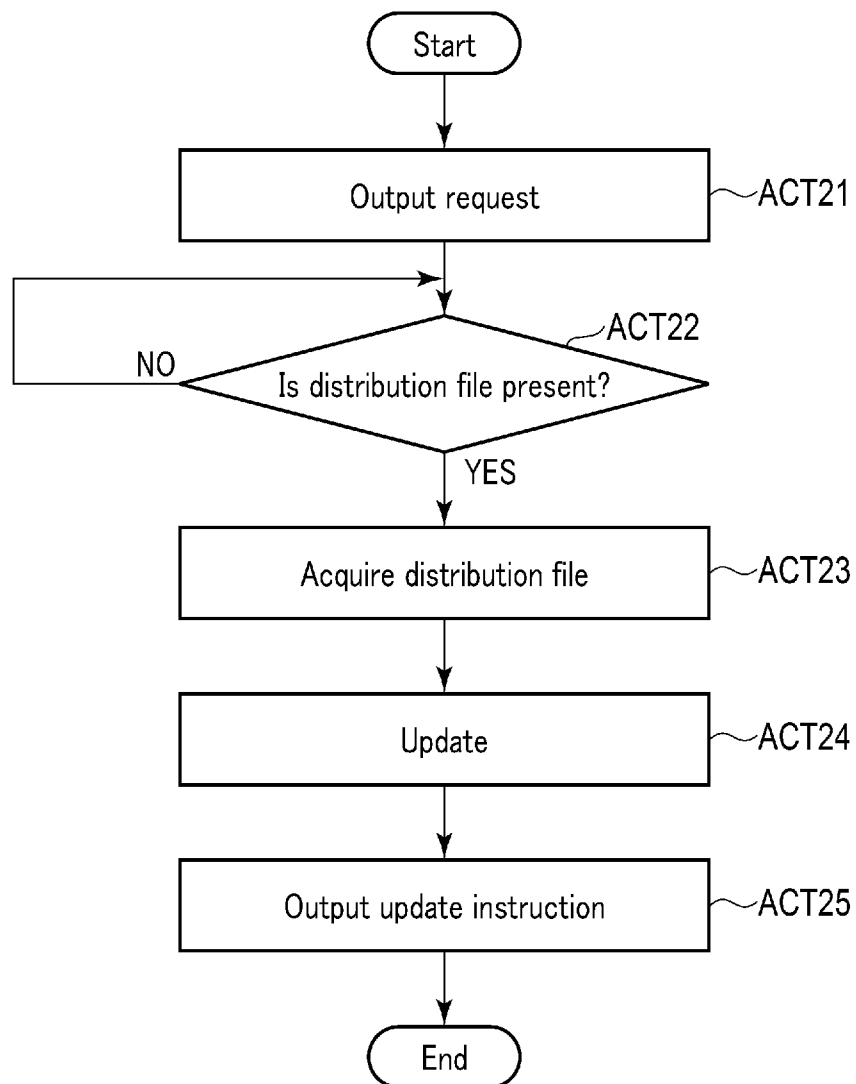 Start
Output request
ACT21
ACT22
Is distribution file present?
NO
YES
Acquire distribution file
ACT23
Update
ACT24
Output update instruction
ACT25
End